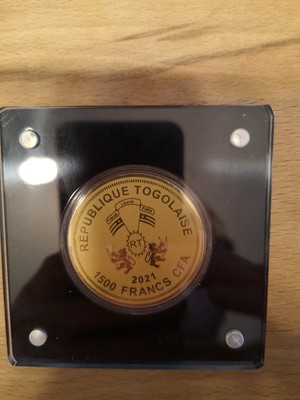 REPUBLIQUE TOGOLAISE
RT
2021
1500 FRANCS CFA